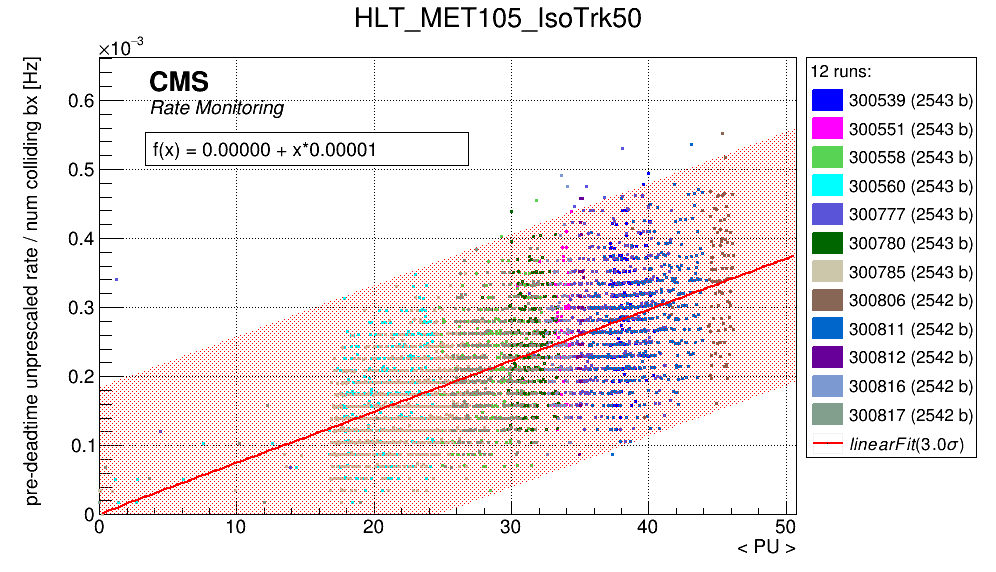 HLT_MET105_IsoTrk50
×10⁻³
CMS
Rate Monitoring
f(x) = 0.00000 + x*0.00001
pre-deadtime unprescaled rate / num colliding bx [Hz]
0.6
0.5
0.4
0.3
0.2
0.1
0
0 10 20 30 40 50
< PU >
12 runs:
300539 (2543 b)
300551 (2543 b)
300558 (2543 b)
300560 (2543 b)
300777 (2543 b)
300780 (2543 b)
300785 (2543 b)
300806 (2542 b)
300811 (2542 b)
300812 (2542 b)
300816 (2542 b)
300817 (2542 b)
linearFit(3.0σ)